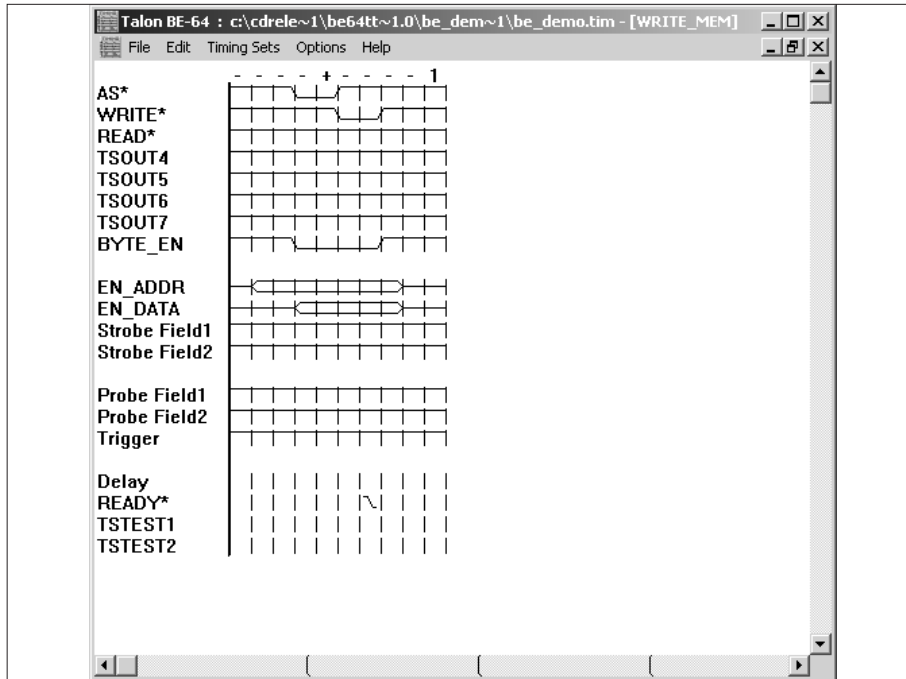 Talon BE-64 : c:\cdrele~1\be64tt~1.0\be_dem~1\be_demo.tim - [WRITE_MEM]
File Edit Timing Sets Options Help
- - - - + - - - - 1
AS*
WRITE*
READ*
TSOUT4
TSOUT5
TSOUT6
TSOUT7
BYTE_EN
EN_ADDR
EN_DATA
Strobe Field1
Strobe Field2
Probe Field1
Probe Field2
Trigger
Delay
READY*
TSTEST1
TSTEST2